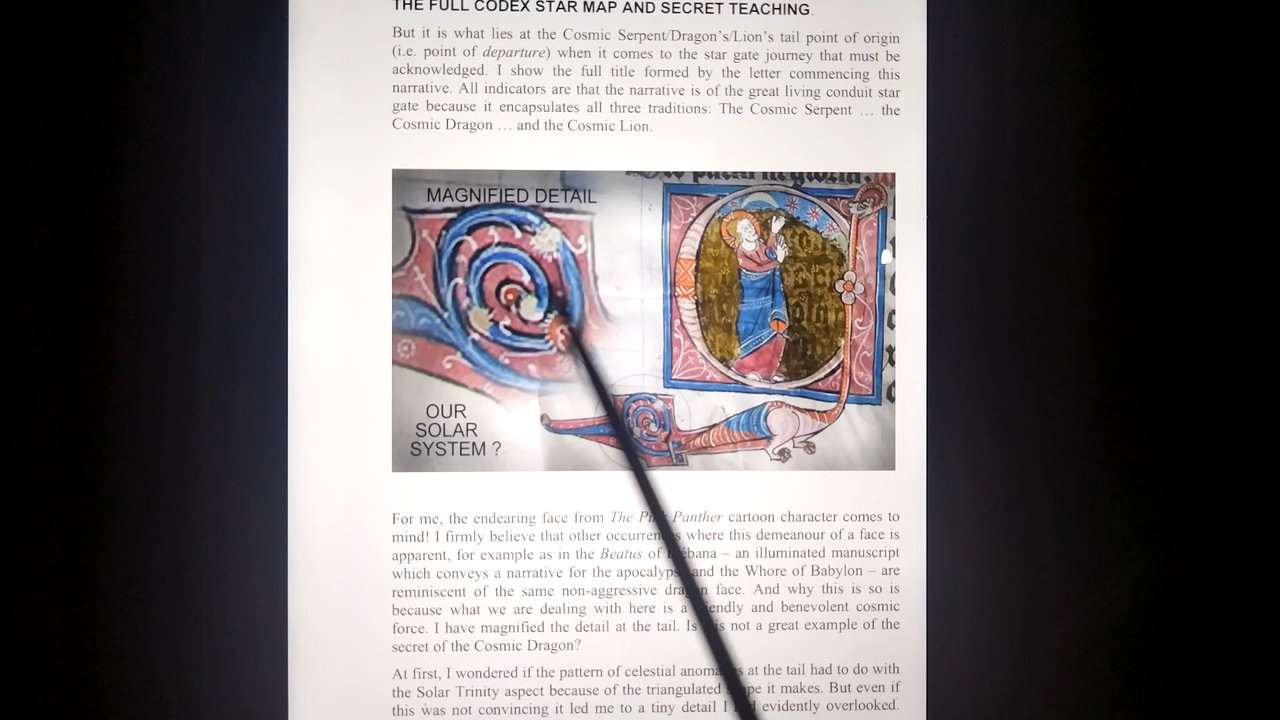 THE FULL CODEX STAR MAP AND SECRET TEACHING.
But it is what lies at the Cosmic Serpent/Dragon's/Lion's tail point of origin
(i.e. point of departure) when it comes to the star gate journey that must be
acknowledged. I show the full title formed by the letter commencing this
narrative. All indicators are that the narrative is of the great living conduit star
gate because it encapsulates all three traditions: The Cosmic Serpent … the
Cosmic Dragon … and the Cosmic Lion.
MAGNIFIED DETAIL
OUR
SOLAR
SYSTEM ?
For me, the endearing face from The Panther cartoon character comes to
mind! I firmly believe that other where this demeanour of a face is
apparent, for example as in the Beatus of – an illuminated manuscript
which conveys a narrative for the and the Whore of Babylon – are
reminiscent of the same non-aggressive face. And why this is so is
because what we are dealing with here is a and benevolent cosmic
force. I have magnified the detail at the tail. Is not a great example of the
secret of the Cosmic Dragon?
At first, I wondered if the pattern of celestial at the tail had to do with
the Solar Trinity aspect because of the triangulated it makes. But even if
this was not convincing it led me to a tiny detail I evidently overlooked.